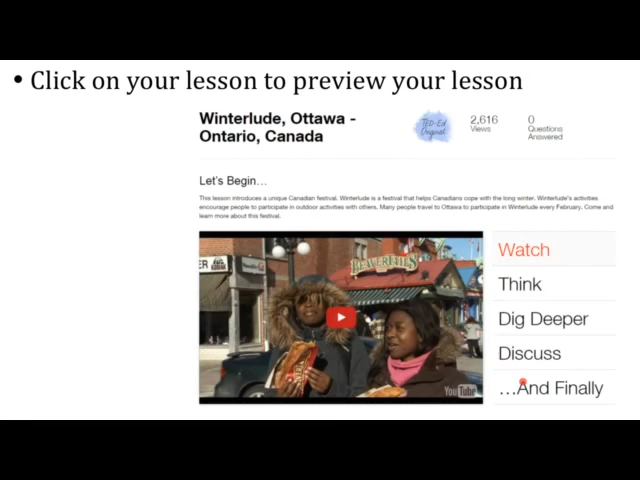 • Click on your lesson to preview your lesson
Winterlude, Ottawa -
Ontario, Canada
TED-Ed
Original
2,616
Views
0
Questions
Answered
Let's Begin…
This lesson introduces a unique Canadian festival. Winterlude is a festival that helps Canadians cope with the long winter. Winterlude's activities
encourage people to participate in outdoor activities with others. Many people travel to Ottawa to participate in Winterlude every February. Come and
learn more about this festival.
BEAVERTAILS
YouTube
Watch
Think
Dig Deeper
Discuss
…And Finally